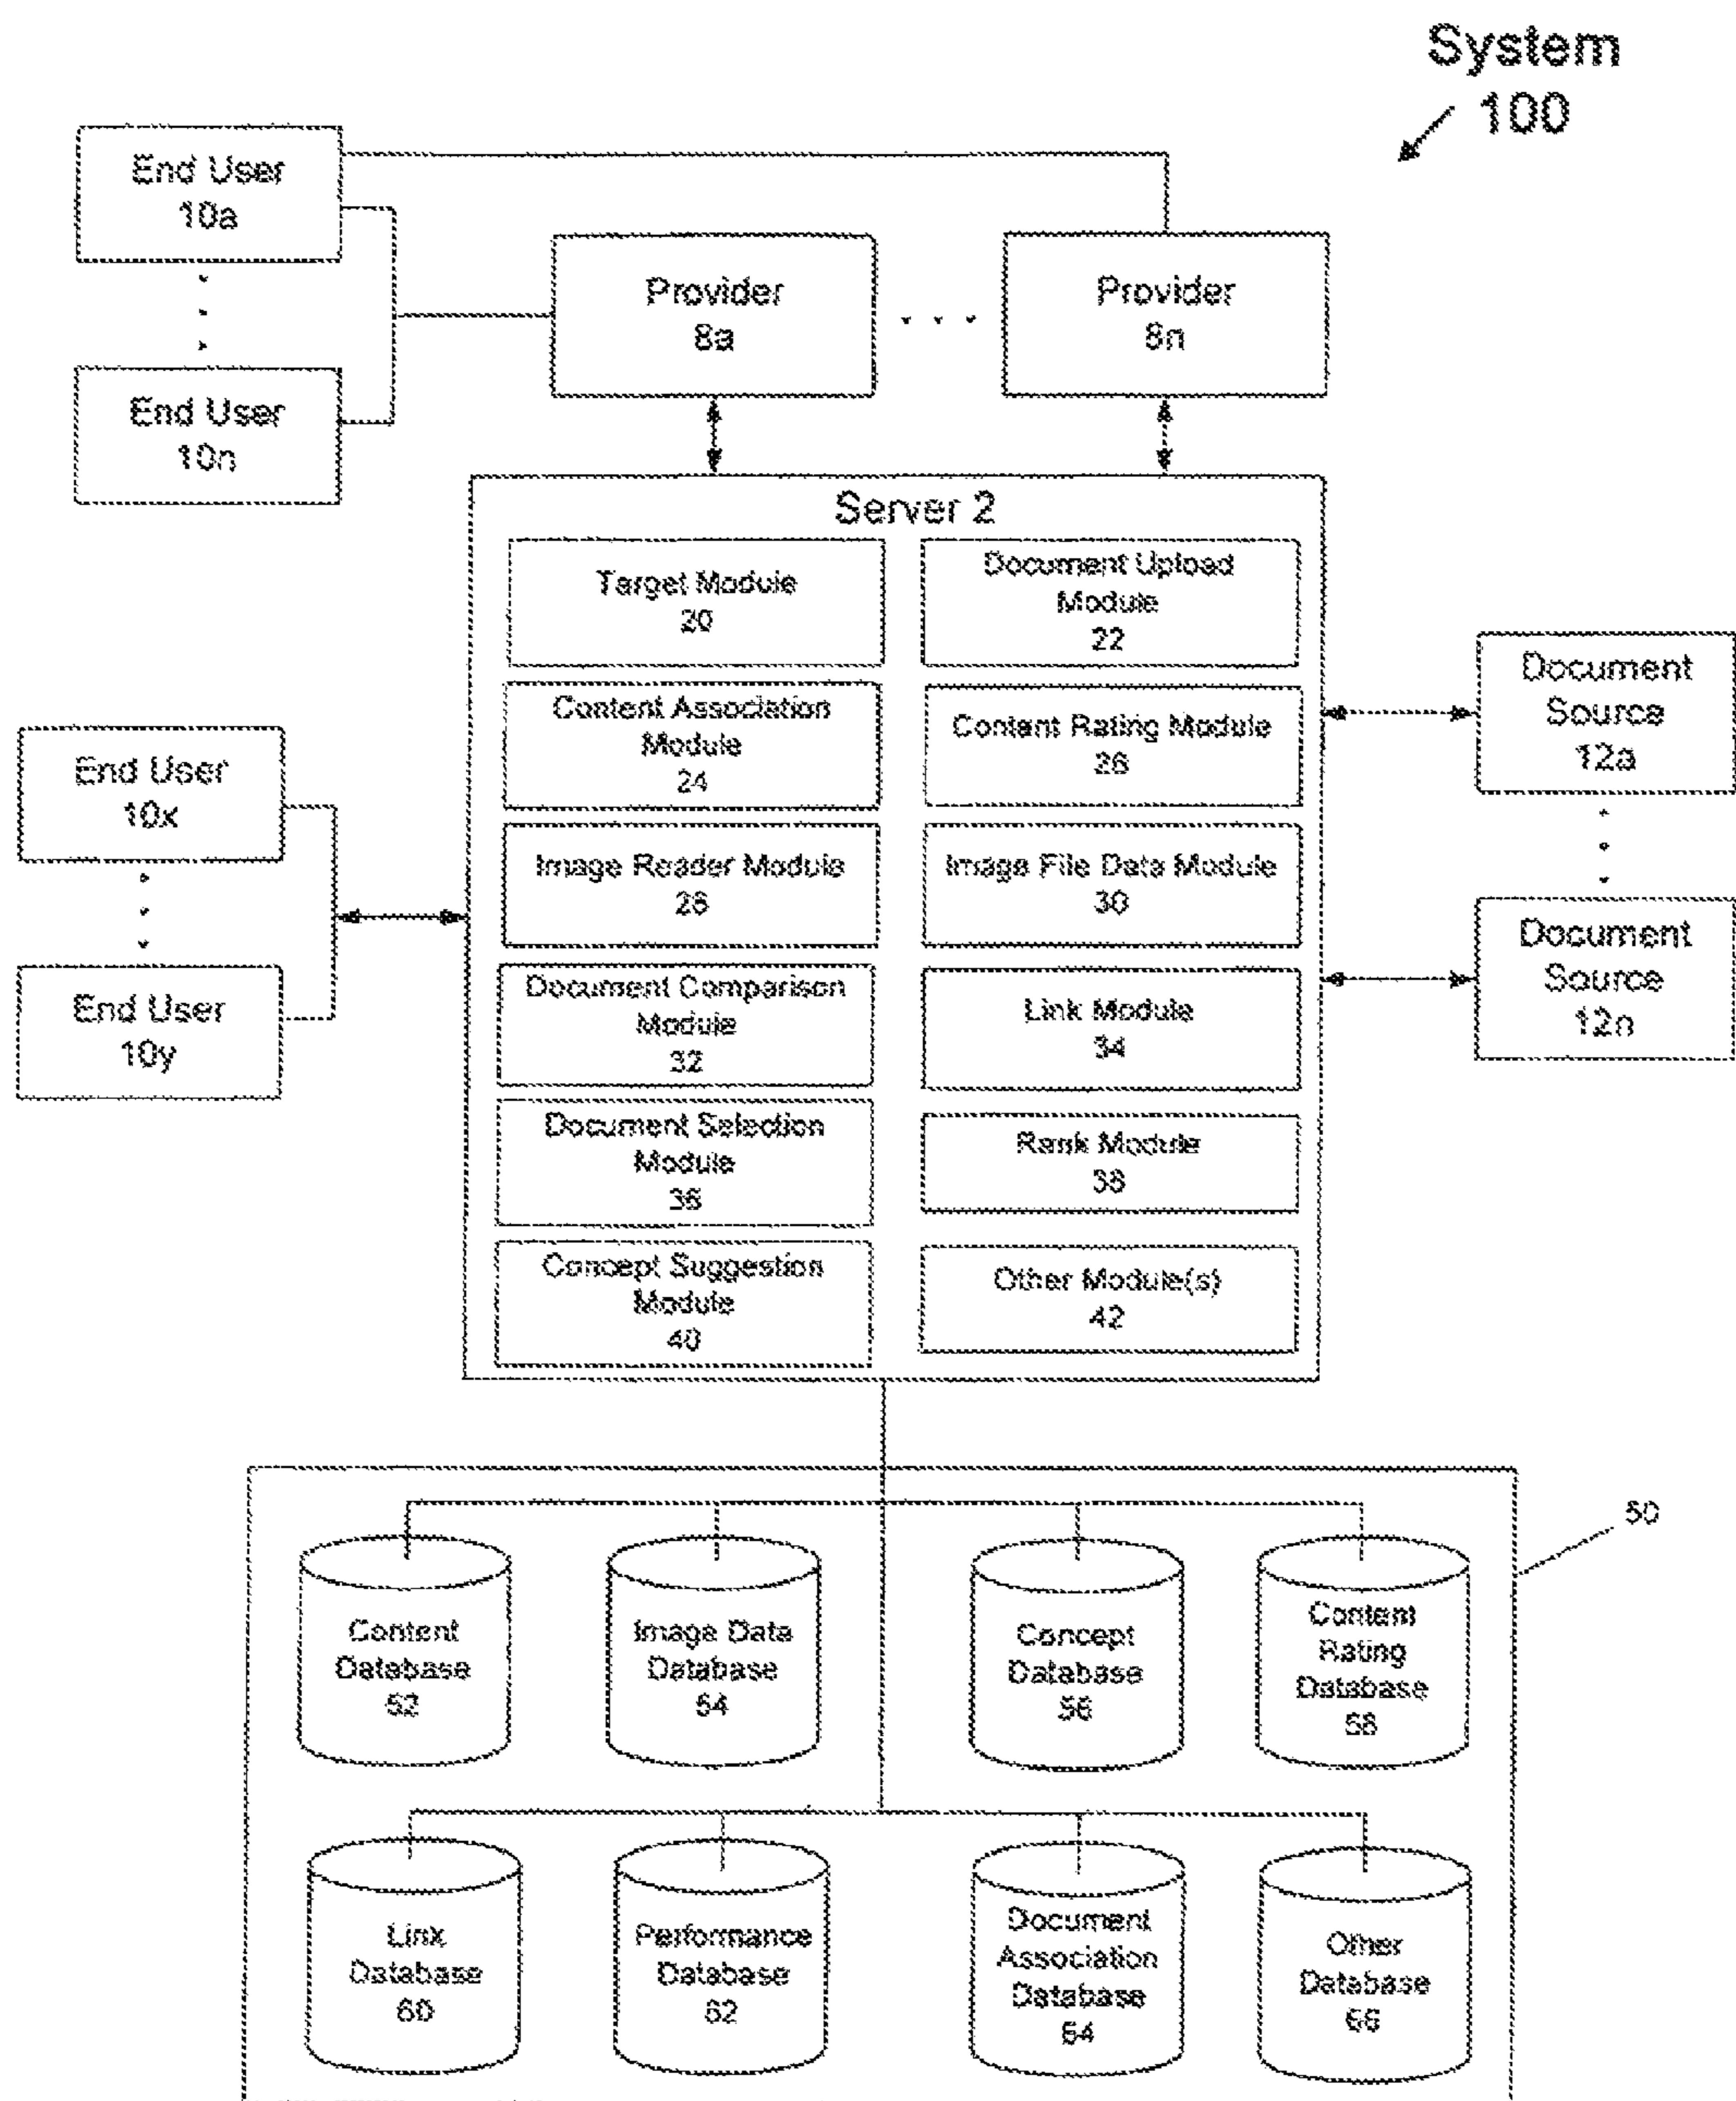 System
100
End User
10a
End User
10n
Provider
8a
. . .
Provider
8n
Server 2
Target Module
20
Document Upload
Module
22
Content Association
Module
24
Content Rating Module
26
Image Reader Module
28
Image File Data Module
30
Document Comparison
Module
32
Link Module
34
Document Selection
Module
36
Rank Module
38
Concept Suggestion
Module
40
Other Module(s)
42
End User
10x
End User
10y
Document
Source
12a
Document
Source
12n
50
Content
Database
52
Image Data
Database
54
Concept
Database
56
Content
Rating
Database
58
Link
Database
60
Performance
Database
62
Document
Association
Database
64
Other
Database
66